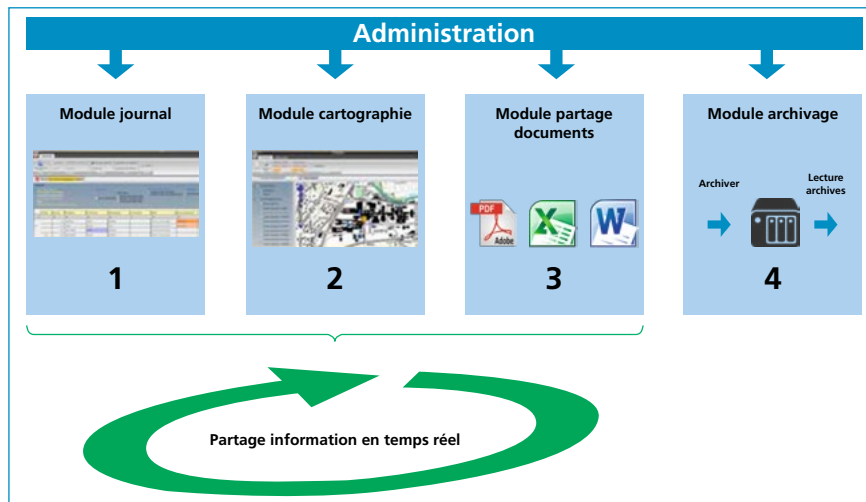 Administration
Module journal
1
Module cartographie
2
Module partage
documents
PDF
Adobe
X
W
3
Module archivage
Archiver
Lecture
archives
4
Partage information en temps réel